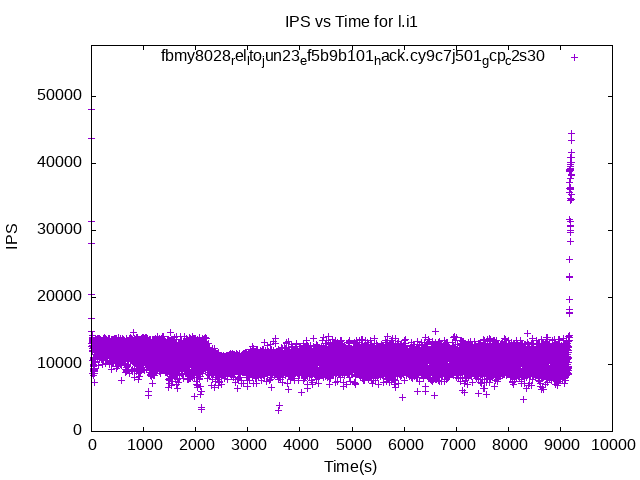 IPS vs Time for l.i1
fbmy8028relltojun23ef5b9b101hack.cy9c7j501gcpc2s30
50000
40000
30000
20000
10000
0
IPS
0 1000 2000 3000 4000 5000 6000 7000 8000 9000 10000
Time(s)